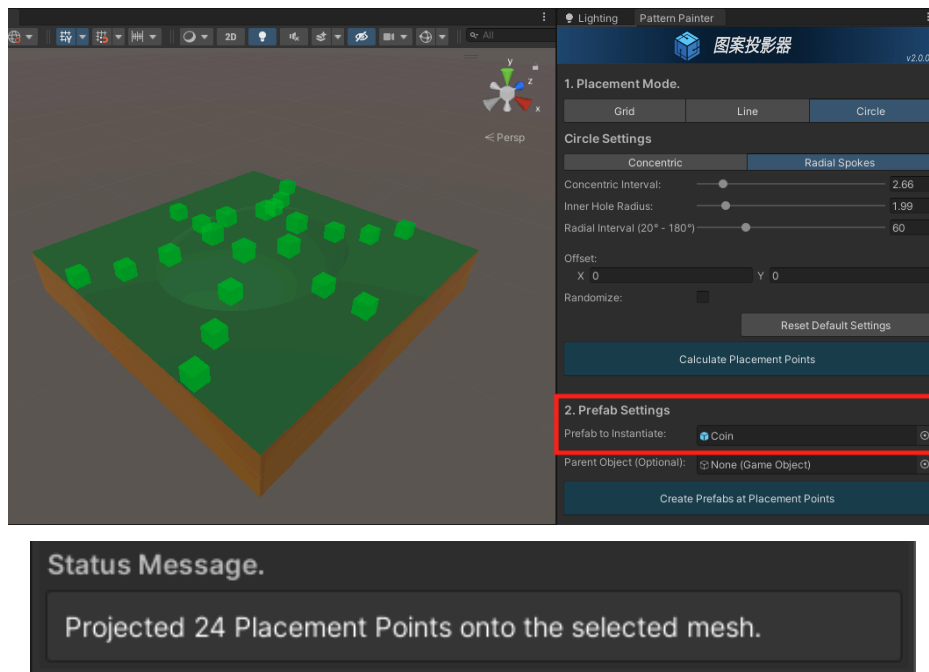 Lighting
Pattern Painter
2D
All
图案投影器
v2.0.0
y
z
x
Persp
1. Placement Mode.
Grid
Line
Circle
Circle Settings
Concentric
Radial Spokes
Concentric Interval:
2.66
Inner Hole Radius:
1.99
Radial Interval (20° - 180°)
60
Offset:
X 0
Y 0
Randomize:
Reset Default Settings
Calculate Placement Points
2. Prefab Settings
Prefab to Instantiate:
Coin
Parent Object (Optional):
None (Game Object)
Create Prefabs at Placement Points
Status Message.
Projected 24 Placement Points onto the selected mesh.